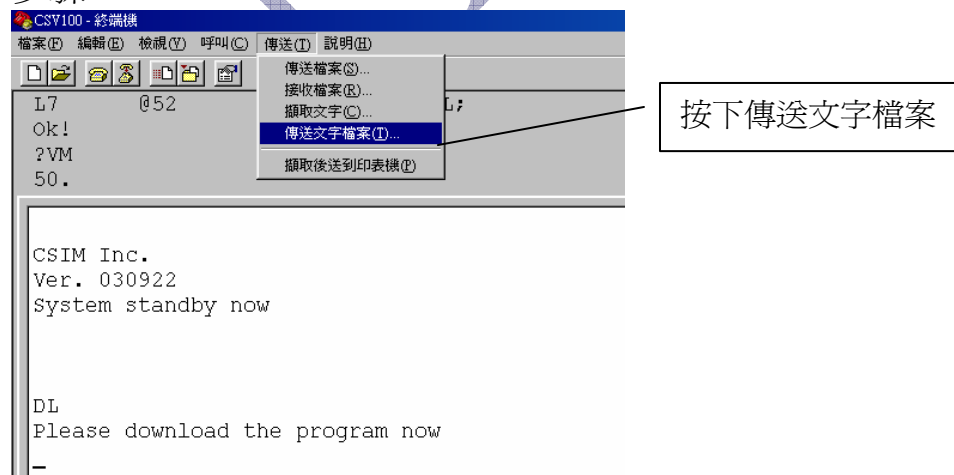 CSV100 - 終端機
檔案(F) 編輯(E) 檢視(V) 呼叫(C) 傳送(T) 說明(H)
傳送檔案(S)...
接收檔案(R)...
擷取文字(C)...
傳送文字檔案(T)...
擷取後送到印表機(P)
按下傳送文字檔案
L7 @52 L;
Ok!
?VM
50.
CSIM Inc.
Ver. 030922
System standby now
DL
Please download the program now